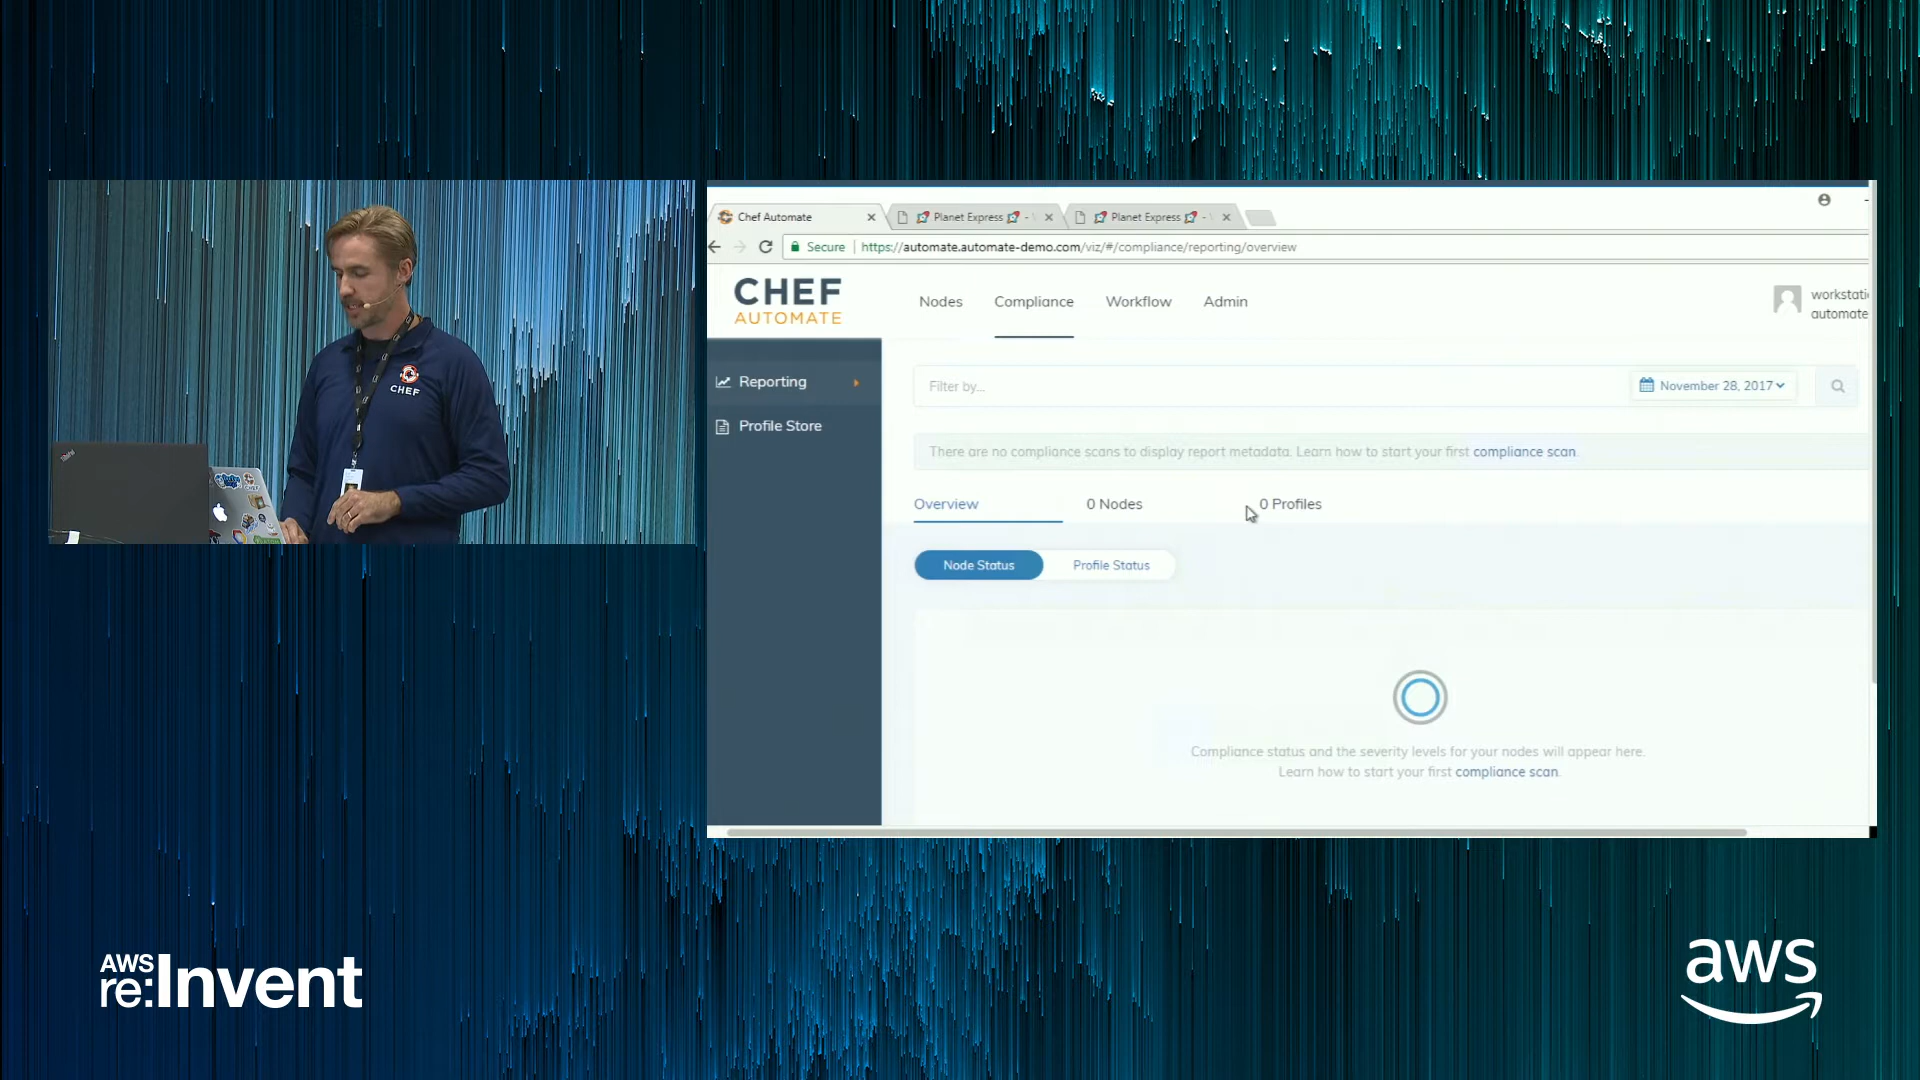 Chef Automate
Planet Express
Planet Express
Secure
https://automate.automate-demo.com/viz/#/compliance/reporting/overview
CHEF
AUTOMATE
Nodes
Compliance
Workflow
Admin
automate
Reporting
Profile Store
Filter by...
November 28, 2017
There are no compliance scans to display report metadata. Learn how to start your first compliance scan.
Overview
0 Nodes
0 Profiles
Node Status
Profile Status
Compliance status and the severity levels for your nodes will appear here.
Learn how to start your first compliance scan.
CHEF
AWS
re:Invent
aws